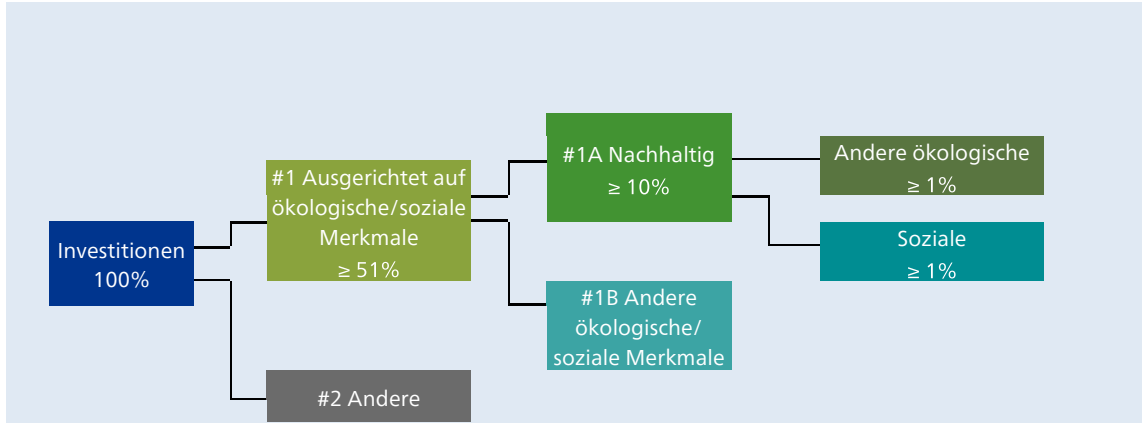 Investitionen
100%
#1 Ausgerichtet auf
ökologische/soziale
Merkmale
≥ 51%
#2 Andere
#1A Nachhaltig
≥ 10%
#1B Andere
ökologische/
soziale Merkmale
Andere ökologische
≥ 1%
Soziale
≥ 1%